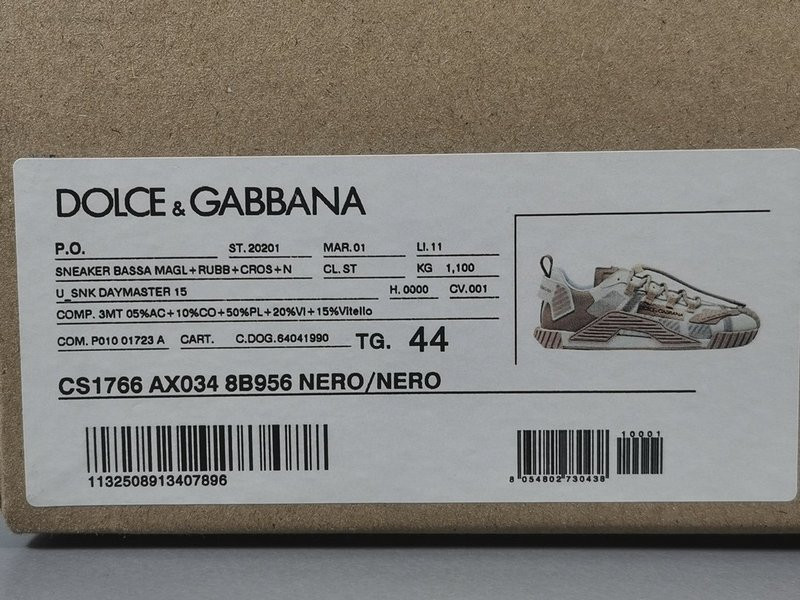 DOLCE & GABBANA
P.O. ST. 20201 MAR. 01 LI. 11
SNEAKER BASSA MAGL+RUBB+CROS+N CL. ST KG 1,100
U_SNK DAYMASTER 15 H. 0000 CV. 001
COMP. 3MT 05%AC+10%CO+50%PL+20%VI+15%Vitello
COM. P010 01723 A CART. C.DOG. 64041990 TG. 44
CS1766 AX034 8B956 NERO/NERO
DOLCE & GABBANA
1132508913407896
10001
8 054802 730438